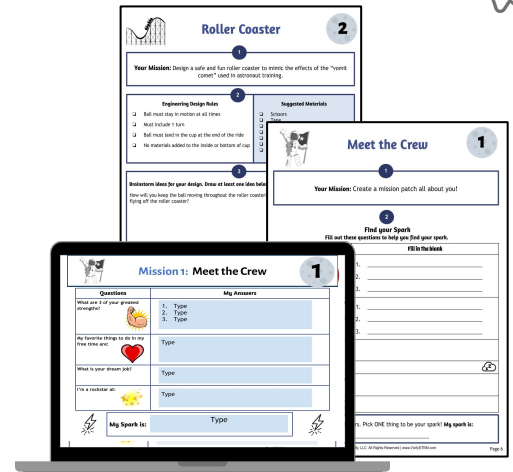 Roller Coaster
2
1
Your Mission: Design a safe and fun roller coaster to mimic the effects of the "vomit
comet" used in astronaut training.
2
Engineering Design Rules
Ball must stay in motion at all times
Must Include 1 turn
Ball must land in the cup at the end of the ride
No materials added to the inside or bottom of cup
Suggested Materials
Scissors
Tape
3
Brainstorm ideas for your design. Draw at least one idea below
How will you keep the ball moving throughout the roller coaster
flying off the roller coaster?
Meet the Crew
1
1
Your Mission: Create a mission patch all about you!
2
Find your Spark
Fill out these questions to help you find your spark.
Fill in the blank
1.
2.
3.
1.
2.
3.
rs. Pick ONE thing to be your spark! My spark is:
LLC All Rights Reserved | www.VivifySTEM.com
Page 6
Mission 1: Meet the Crew
1
Questions
My Answers
What are 3 of your greatest
strengths?
1. Type
2. Type
3. Type
My favorite things to do in my
free time are:
Type
What is your dream job?
Type
I'm a rockstar at:
Type
My Spark is:
Type